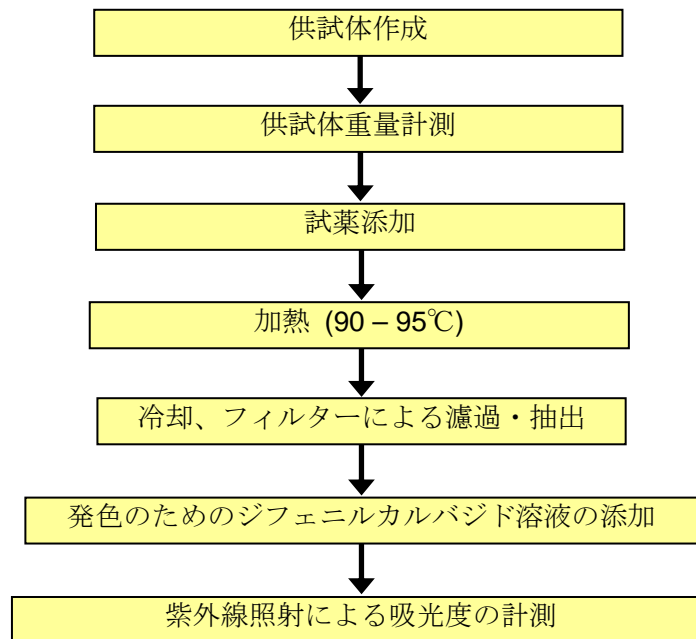 供試体作成
供試体重量計測
試薬添加
加熱 (90 – 95℃)
冷却、フィルターによる濾過・抽出
発色のためのジフェニルカルバジド溶液の添加
紫外線照射による吸光度の計測